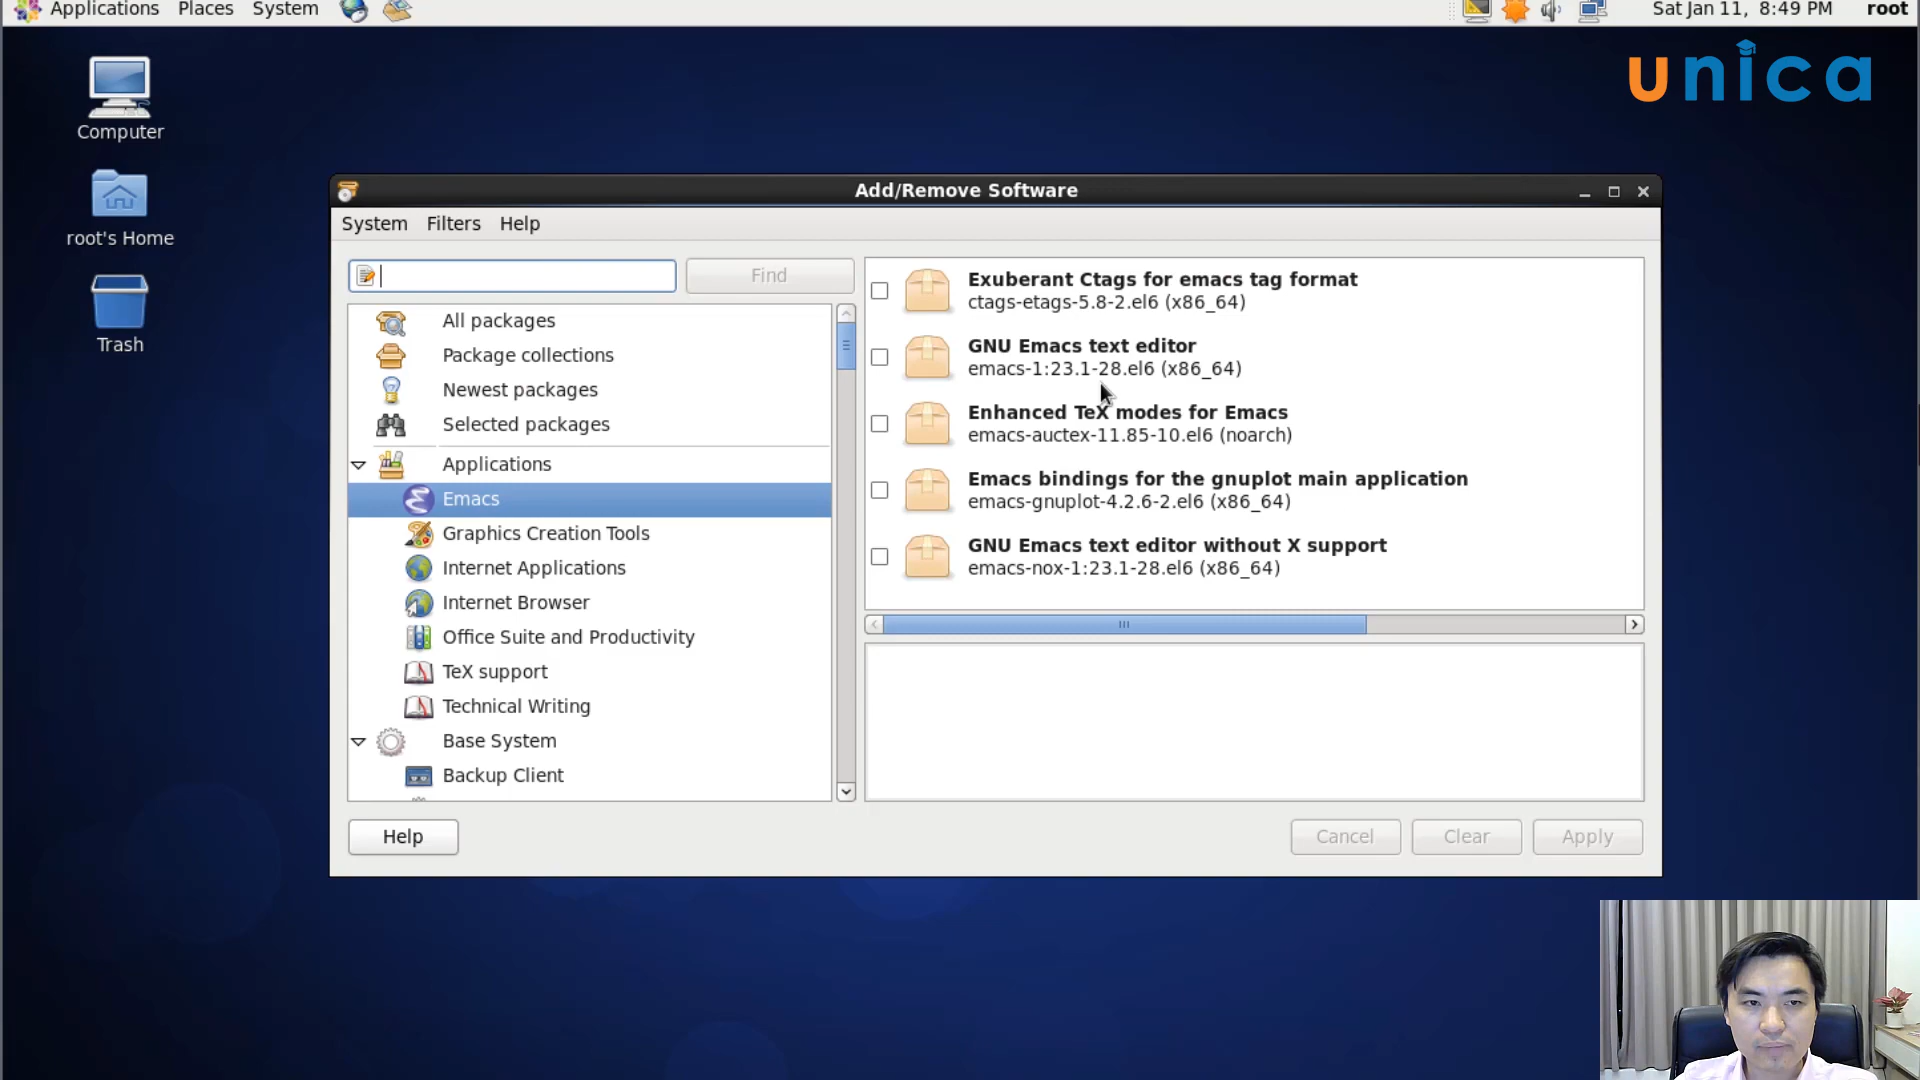 Applications Places System
Sat Jan 11, 8:49 PM root
unica
Computer
root's Home
Trash
Add/Remove Software
System Filters Help
Find
All packages
Package collections
Newest packages
Selected packages
Applications
Emacs
Graphics Creation Tools
Internet Applications
Internet Browser
Office Suite and Productivity
TeX support
Technical Writing
Base System
Backup Client
Exuberant Ctags for emacs tag format
ctags-etags-5.8-2.el6 (x86_64)
GNU Emacs text editor
emacs-1:23.1-28.el6 (x86_64)
Enhanced TeX modes for Emacs
emacs-auctex-11.85-10.el6 (noarch)
Emacs bindings for the gnuplot main application
emacs-gnuplot-4.2.6-2.el6 (x86_64)
GNU Emacs text editor without X support
emacs-nox-1:23.1-28.el6 (x86_64)
Help
Cancel Clear Apply